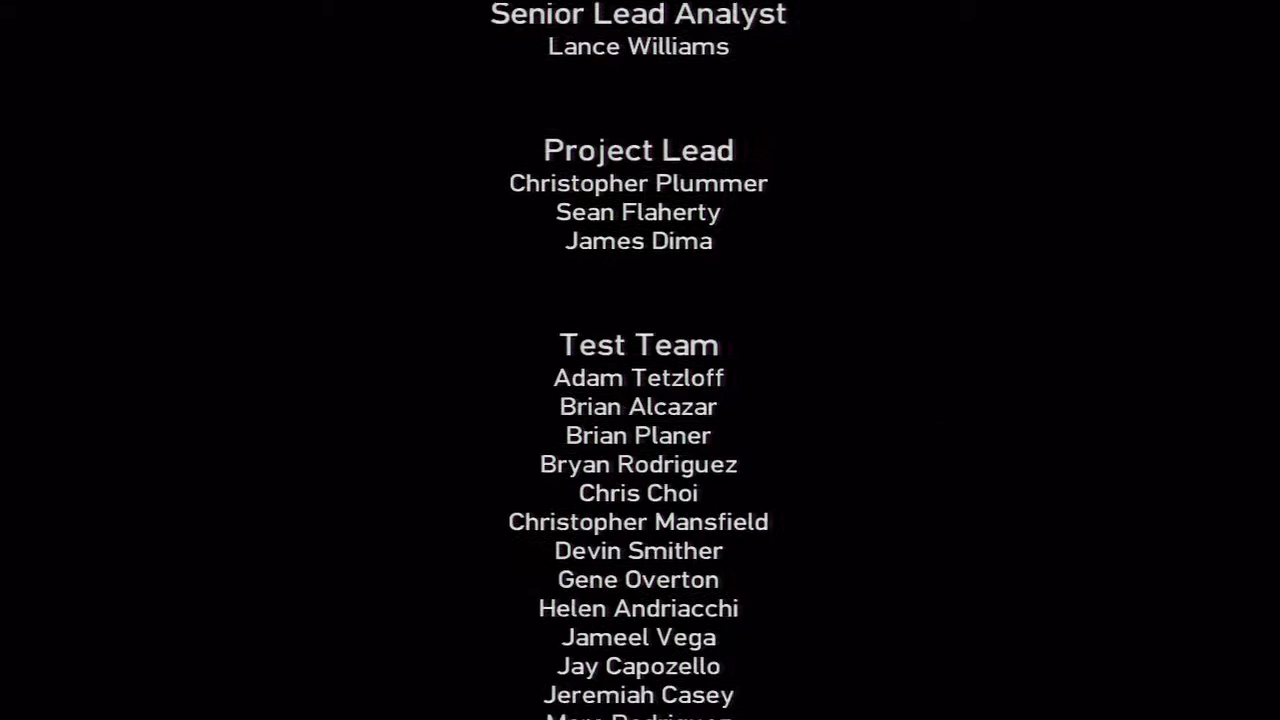 Senior Lead Analyst
Lance Williams
Project Lead
Christopher Plummer
Sean Flaherty
James Dima
Test Team
Adam Tetzloff
Brian Alcazar
Brian Planer
Bryan Rodriguez
Chris Choi
Christopher Mansfield
Devin Smither
Gene Overton
Helen Andriacchi
Jameel Vega
Jay Capozello
Jeremiah Casey
Rodriguez